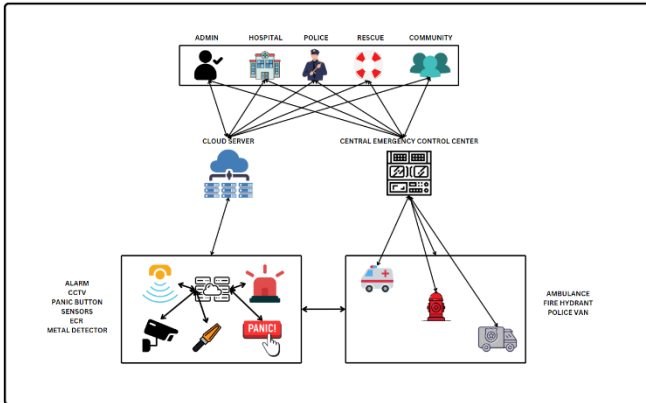 ADMIN
HOSPITAL
POLICE
RESCUE
COMMUNITY
CLOUD SERVER
CENTRAL EMERGENCY CONTROL CENTER
ALARM
CCTV
PANIC BUTTON
SENSORS
ECR
METAL DETECTOR
PANIC!
AMBULANCE
FIRE HYDRANT
POLICE VAN